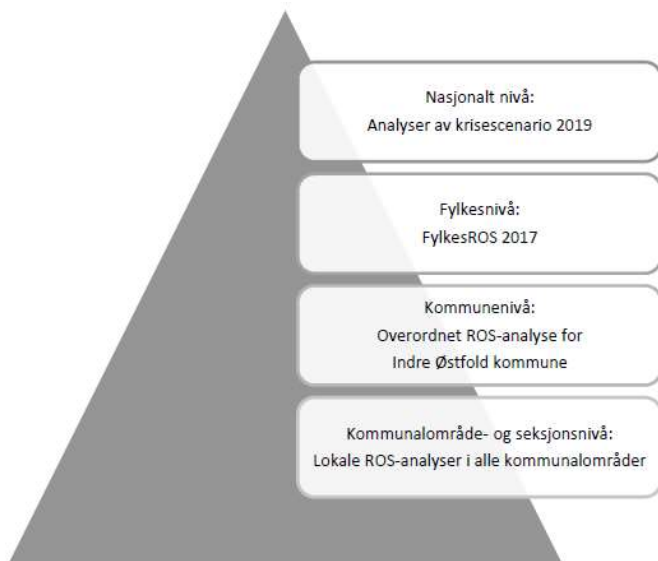 Nasjonalt nivå:
Analyser av krisescenario 2019
Fylkesnivå:
FylkesROS 2017
Kommunenivå:
Overordnet ROS-analyse for
Indre Østfold kommune
Kommunalområde- og seksjonsnivå:
Lokale ROS-analyser i alle kommunalområder